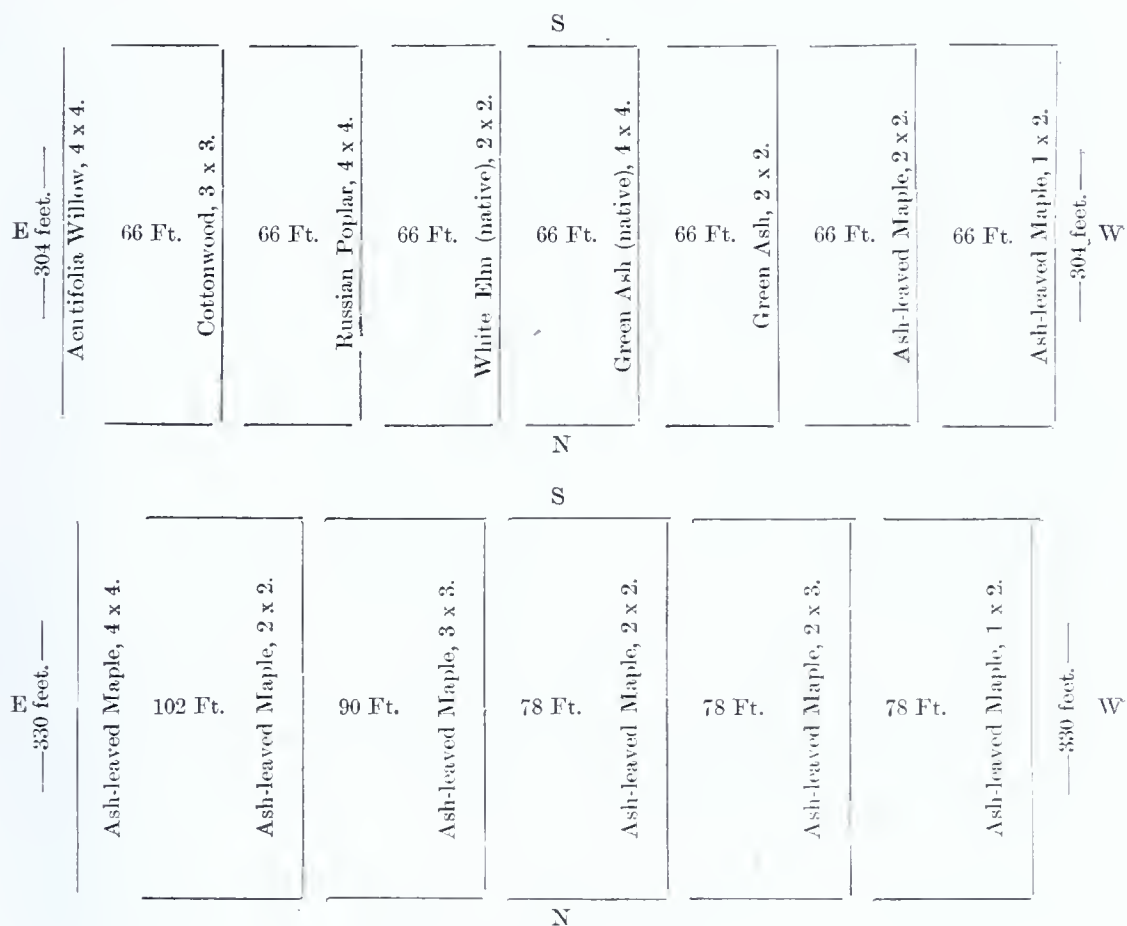 S
E
—304 feet.—
Acutifolia Willow, 4 x 4.
66 Ft.
Cottonwood, 3 x 3.
66 Ft.
Russian Poplar, 4 x 4.
66 Ft.
White Elm (native), 2 x 2.
66 Ft.
Green Ash (native), 4 x 4.
66 Ft.
Green Ash, 2 x 2.
66 Ft.
Ash-leaved Maple, 2 x 2.
66 Ft.
Ash-leaved Maple, 1 x 2.
—304 feet.—
W
N
S
E
—330 feet.—
Ash-leaved Maple, 4 x 4.
102 Ft.
Ash-leaved Maple, 2 x 2.
90 Ft.
Ash-leaved Maple, 3 x 3.
78 Ft.
Ash-leaved Maple, 2 x 2.
78 Ft.
Ash-leaved Maple, 2 x 3.
78 Ft.
Ash-leaved Maple, 1 x 2.
—330 feet.—
W
N